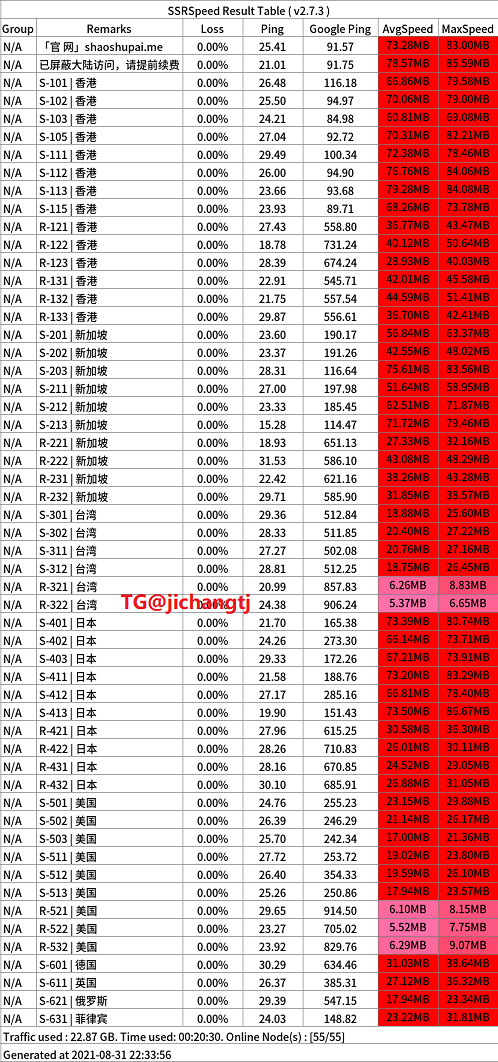 SSRSpeed Result Table ( v2.7.3 )
Group Remarks Loss Ping Google Ping AvgSpeed MaxSpeed
N/A 「官 网」shaoshupai.me 0.00% 25.41 91.57 73.28MB 83.00MB
N/A 已屏蔽大陆访问，请提前续费 0.00% 21.01 91.75 78.57MB 85.59MB
N/A S-101 | 香港 0.00% 26.48 116.18 66.86MB 79.58MB
N/A S-102 | 香港 0.00% 25.50 94.97 70.06MB 79.00MB
N/A S-103 | 香港 0.00% 24.21 84.98 60.81MB 69.08MB
N/A S-105 | 香港 0.00% 27.04 92.72 70.31MB 82.21MB
N/A S-111 | 香港 0.00% 29.49 100.34 72.38MB 78.46MB
N/A S-112 | 香港 0.00% 26.00 94.90 76.76MB 84.06MB
N/A S-113 | 香港 0.00% 23.66 93.68 79.28MB 84.08MB
N/A S-115 | 香港 0.00% 23.93 89.71 68.26MB 73.78MB
N/A R-121 | 香港 0.00% 27.43 558.80 36.77MB 43.47MB
N/A R-122 | 香港 0.00% 18.78 731.24 40.12MB 50.64MB
N/A R-123 | 香港 0.00% 28.39 674.24 28.93MB 40.03MB
N/A R-131 | 香港 0.00% 22.91 545.71 42.01MB 45.58MB
N/A R-132 | 香港 0.00% 21.75 557.54 44.59MB 51.41MB
N/A R-133 | 香港 0.00% 29.87 556.61 36.70MB 42.41MB
N/A S-201 | 新加坡 0.00% 23.60 190.17 56.84MB 63.37MB
N/A S-202 | 新加坡 0.00% 23.37 191.26 42.55MB 48.02MB
N/A S-203 | 新加坡 0.00% 28.31 116.64 75.61MB 83.56MB
N/A S-211 | 新加坡 0.00% 27.00 197.98 51.64MB 58.95MB
N/A S-212 | 新加坡 0.00% 23.33 185.45 62.51MB 71.87MB
N/A S-213 | 新加坡 0.00% 15.28 114.47 71.72MB 79.46MB
N/A R-221 | 新加坡 0.00% 18.93 651.13 27.33MB 32.16MB
N/A R-222 | 新加坡 0.00% 31.53 586.10 43.08MB 48.29MB
N/A R-231 | 新加坡 0.00% 22.42 621.16 38.26MB 43.28MB
N/A R-232 | 新加坡 0.00% 29.71 585.90 31.85MB 38.57MB
N/A S-301 | 台湾 0.00% 29.36 512.84 18.88MB 25.60MB
N/A S-302 | 台湾 0.00% 28.33 511.85 20.40MB 27.22MB
N/A S-311 | 台湾 0.00% 27.27 502.08 20.76MB 27.16MB
N/A S-312 | 台湾 0.00% 28.81 512.25 18.75MB 26.45MB
N/A R-321 | 台湾 0.00% 20.99 857.83 6.26MB 8.83MB
N/A R-322 | 台湾 0.00% 24.38 906.24 5.37MB 6.65MB
TG@jichangtj
N/A S-401 | 日本 0.00% 21.70 165.38 73.39MB 80.74MB
N/A S-402 | 日本 0.00% 24.26 273.30 66.14MB 73.71MB
N/A S-403 | 日本 0.00% 29.33 172.26 67.21MB 73.91MB
N/A S-411 | 日本 0.00% 21.58 188.76 73.20MB 83.29MB
N/A S-412 | 日本 0.00% 27.17 285.16 66.81MB 78.40MB
N/A S-413 | 日本 0.00% 19.90 151.43 73.50MB 86.67MB
N/A R-421 | 日本 0.00% 27.96 615.25 30.58MB 36.30MB
N/A R-422 | 日本 0.00% 28.26 710.83 26.01MB 30.11MB
N/A R-431 | 日本 0.00% 28.16 670.85 24.52MB 29.05MB
N/A R-432 | 日本 0.00% 30.10 685.91 26.88MB 31.05MB
N/A S-501 | 美国 0.00% 24.76 255.23 23.15MB 29.88MB
N/A S-502 | 美国 0.00% 26.39 246.29 21.14MB 26.17MB
N/A S-503 | 美国 0.00% 25.70 242.34 17.00MB 21.36MB
N/A S-511 | 美国 0.00% 27.72 253.72 19.02MB 23.80MB
N/A S-512 | 美国 0.00% 26.40 354.33 19.59MB 26.10MB
N/A S-513 | 美国 0.00% 25.26 250.86 17.94MB 23.57MB
N/A R-521 | 美国 0.00% 29.65 914.50 6.10MB 8.15MB
N/A R-522 | 美国 0.00% 23.27 705.02 5.52MB 7.75MB
N/A R-532 | 美国 0.00% 23.92 829.76 6.29MB 9.07MB
N/A S-601 | 德国 0.00% 30.29 634.46 31.03MB 38.64MB
N/A S-611 | 英国 0.00% 26.37 385.31 27.12MB 36.32MB
N/A S-621 | 俄罗斯 0.00% 29.39 547.15 17.94MB 23.34MB
N/A S-631 | 菲律宾 0.00% 24.03 148.82 23.22MB 31.81MB
Traffic used : 22.87 GB. Time used: 00:20:30. Online Node(s) : [55/55]
Generated at 2021-08-31 22:33:56